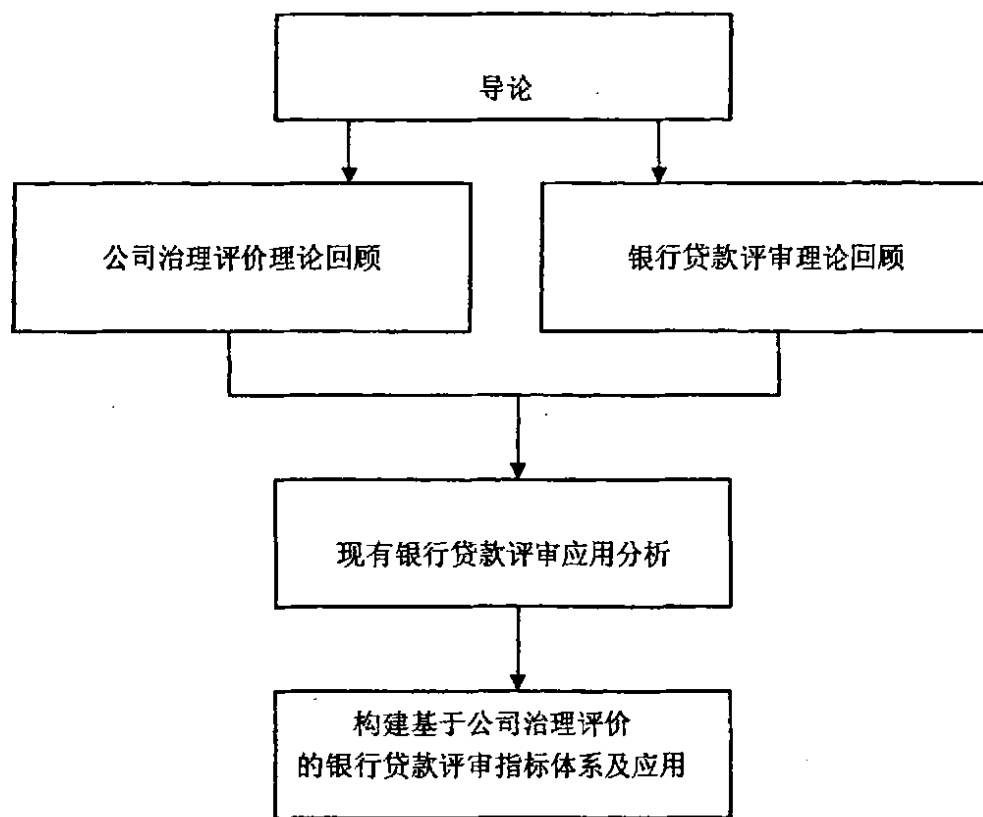 导论
公司治理评价理论回顾
银行贷款评审理论回顾
现有银行贷款评审应用分析
构建基于公司治理评价
的银行贷款评审指标体系及应用